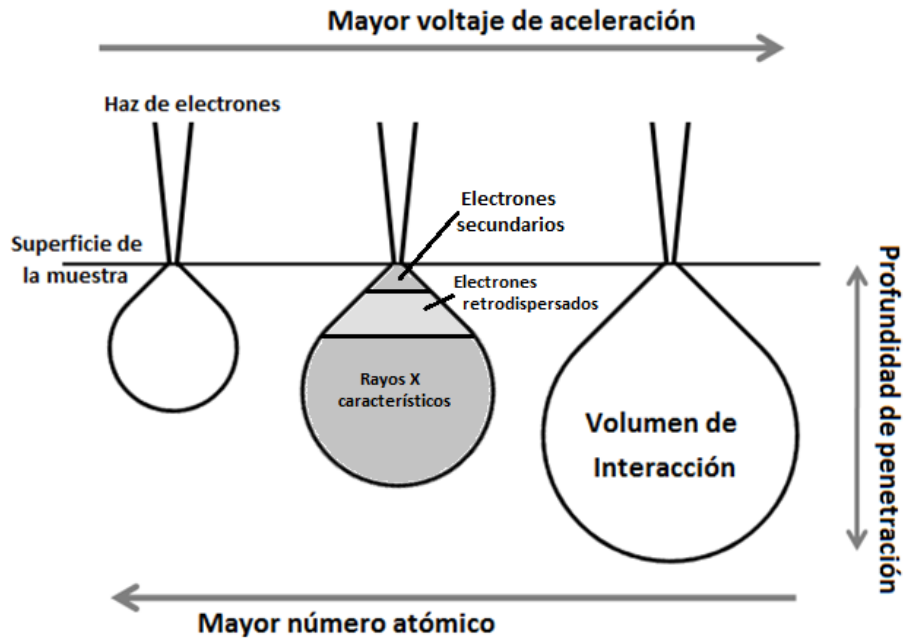 Mayor voltaje de aceleración
Haz de electrones
Electrones
secundarios
Superficie de
la muestra
Electrones
retrodispersados
Rayos X
característicos
Volumen de
Interacción
Profundidad de penetración
Mayor número atómico